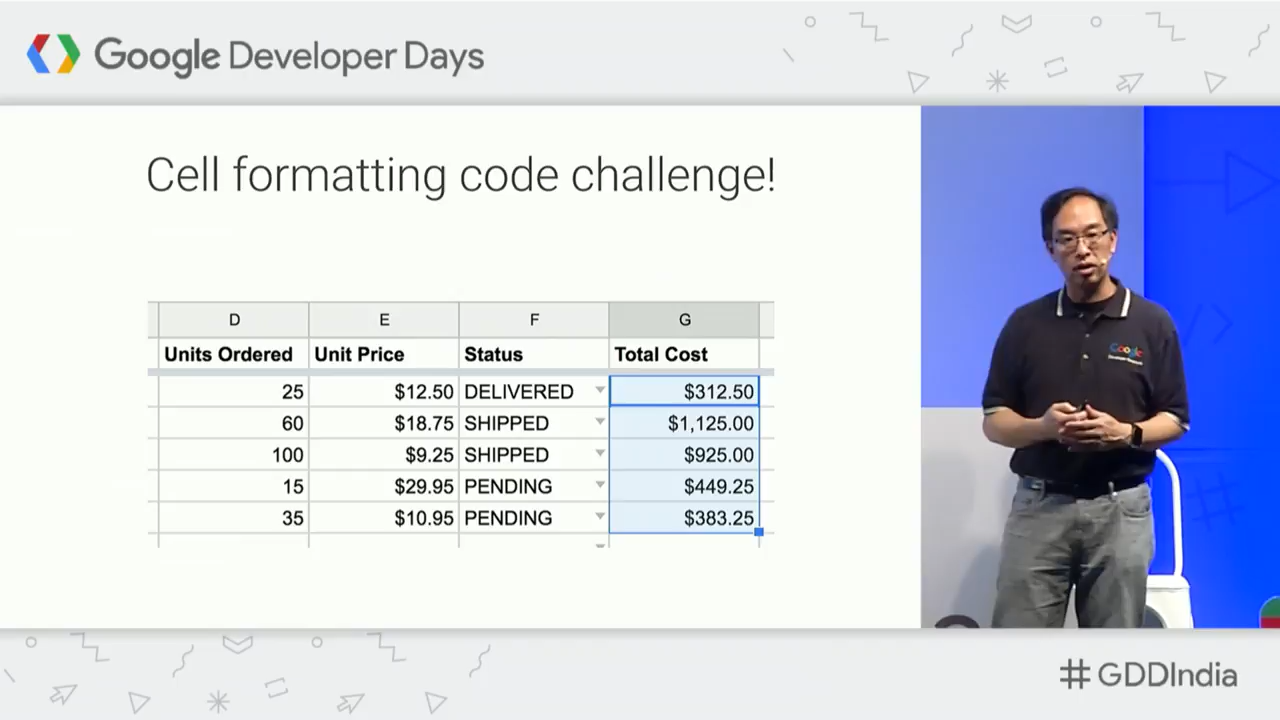 Google Developer Days
Cell formatting code challenge!
D E F G
Units Ordered Unit Price Status Total Cost
25 $12.50 DELIVERED $312.50
60 $18.75 SHIPPED $1,125.00
100 $9.25 SHIPPED $925.00
15 $29.95 PENDING $449.25
35 $10.95 PENDING $383.25
Google
#GDDIndia